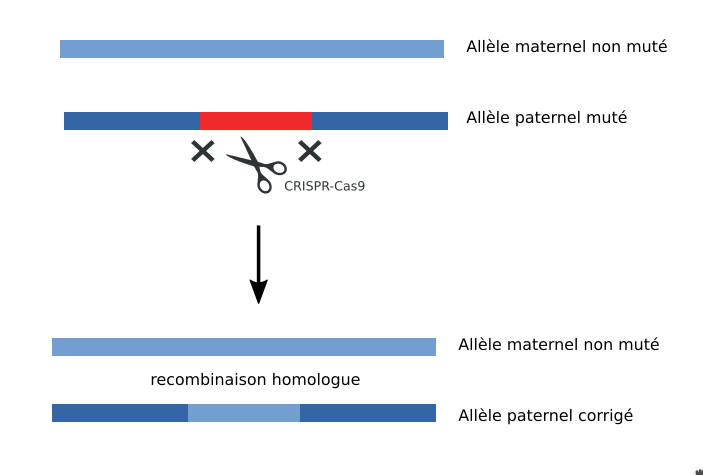 Allèle maternel non muté
Allèle paternel muté
CRISPR-Cas9
Allèle maternel non muté
recombinaison homologue
Allèle paternel corrigé